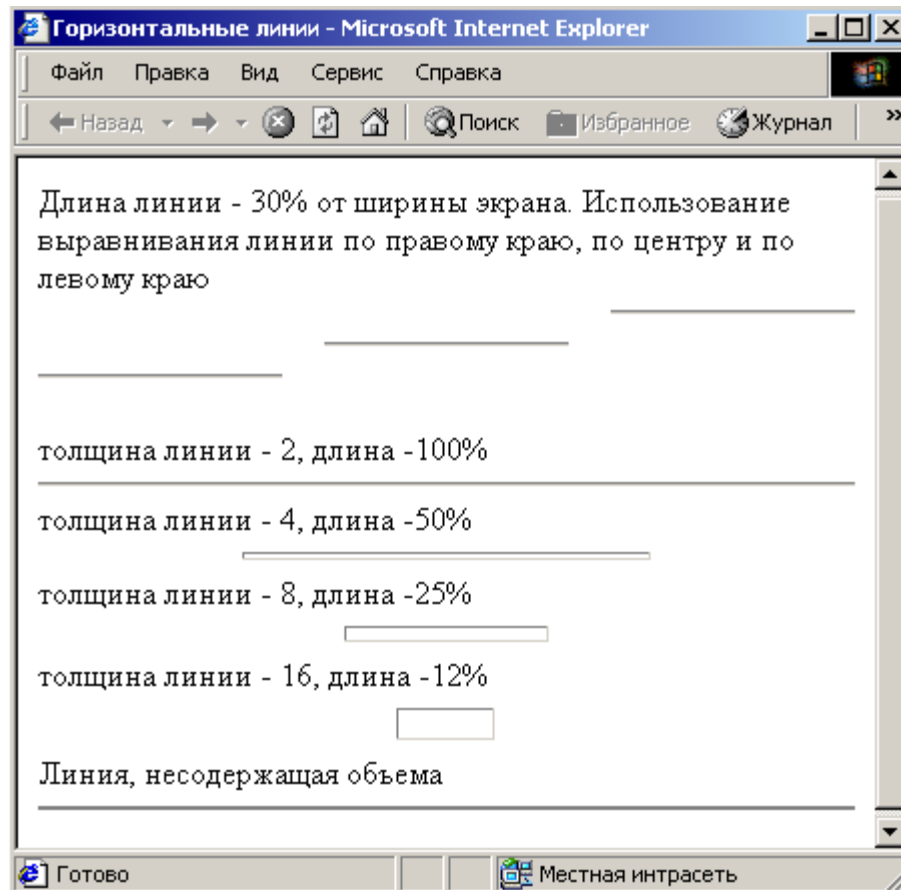 Горизонтальные линии - Microsoft Internet Explorer
Файл Правка Вид Сервис Справка
Назад Поиск Избранное Журнал »
Длина линии - 30% от ширины экрана. Использование
выравнивания линии по правому краю, по центру и по
левому краю
толщина линии - 2, длина -100%
толщина линии - 4, длина -50%
толщина линии - 8, длина -25%
толщина линии - 16, длина -12%
Линия, несодержащая объема
Готово Местная интрасеть